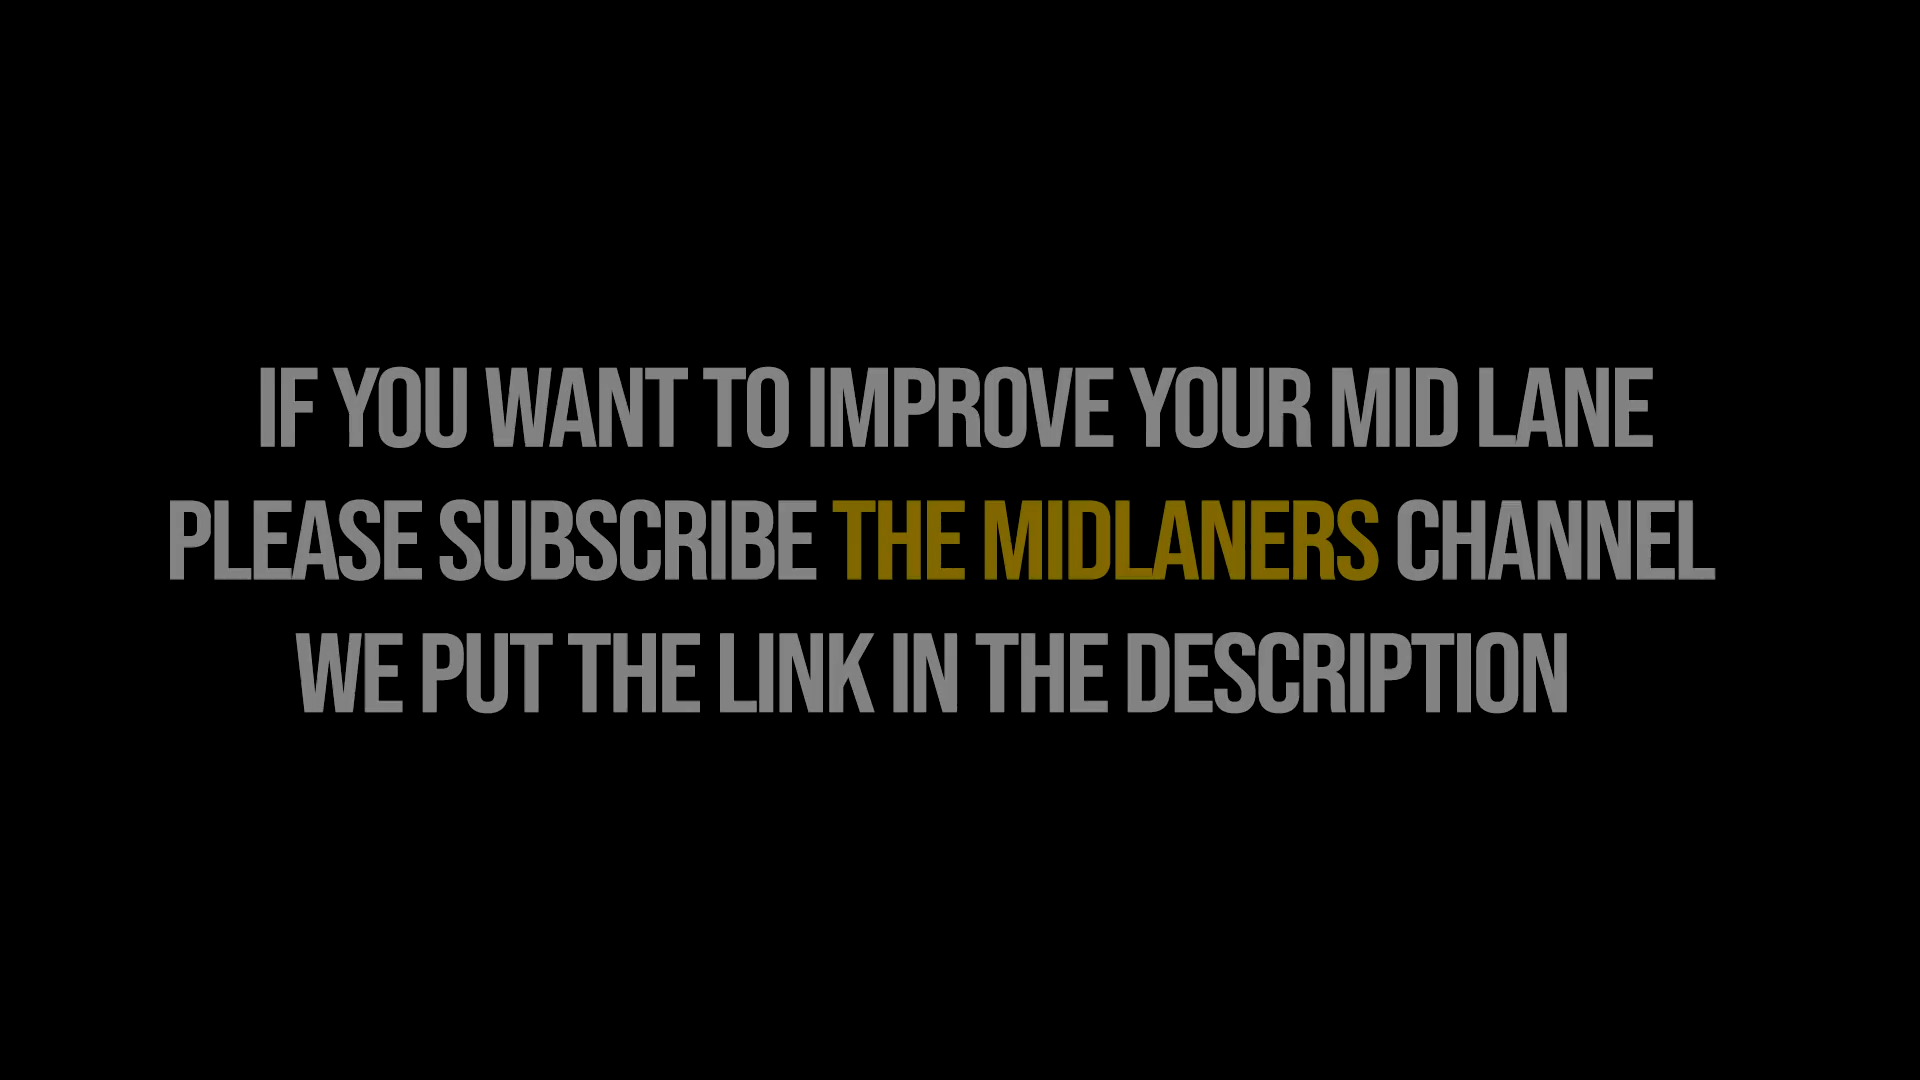 IF YOU WANT TO IMPROVE YOUR MID LANE
PLEASE SUBSCRIBE THE MIDLANERS CHANNEL
WE PUT THE LINK IN THE DESCRIPTION